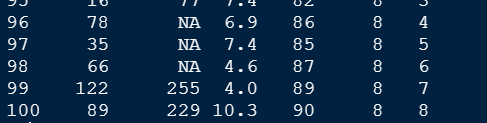 95 16 77 7.4 82 8 3
96 78 NA 6.9 86 8 4
97 35 NA 7.4 85 8 5
98 66 NA 4.6 87 8 6
99 122 255 4.0 89 8 7
100 89 229 10.3 90 8 8